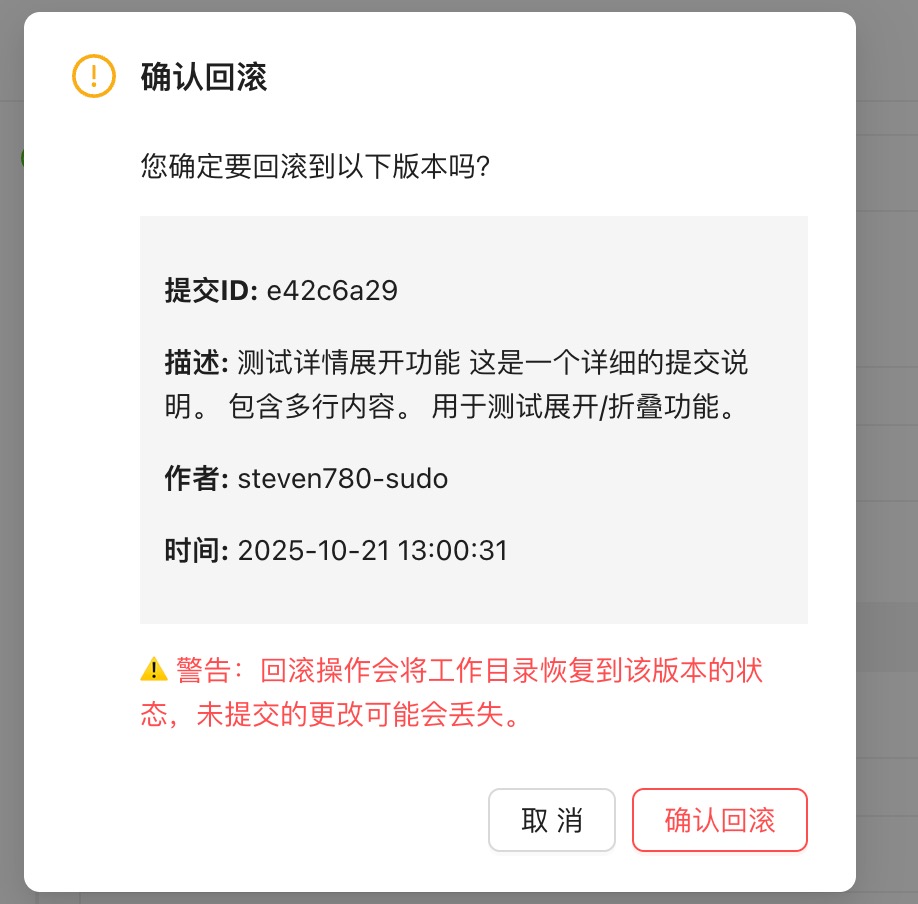 确认回滚
您确定要回滚到以下版本吗?
提交ID: e42c6a29
描述: 测试详情展开功能 这是一个详细的提交说
明。 包含多行内容。 用于测试展开/折叠功能。
作者: steven780-sudo
时间: 2025-10-21 13:00:31
⚠️ 警告：回滚操作会将工作目录恢复到该版本的状
态，未提交的更改可能会丢失。
取 消
确认回滚